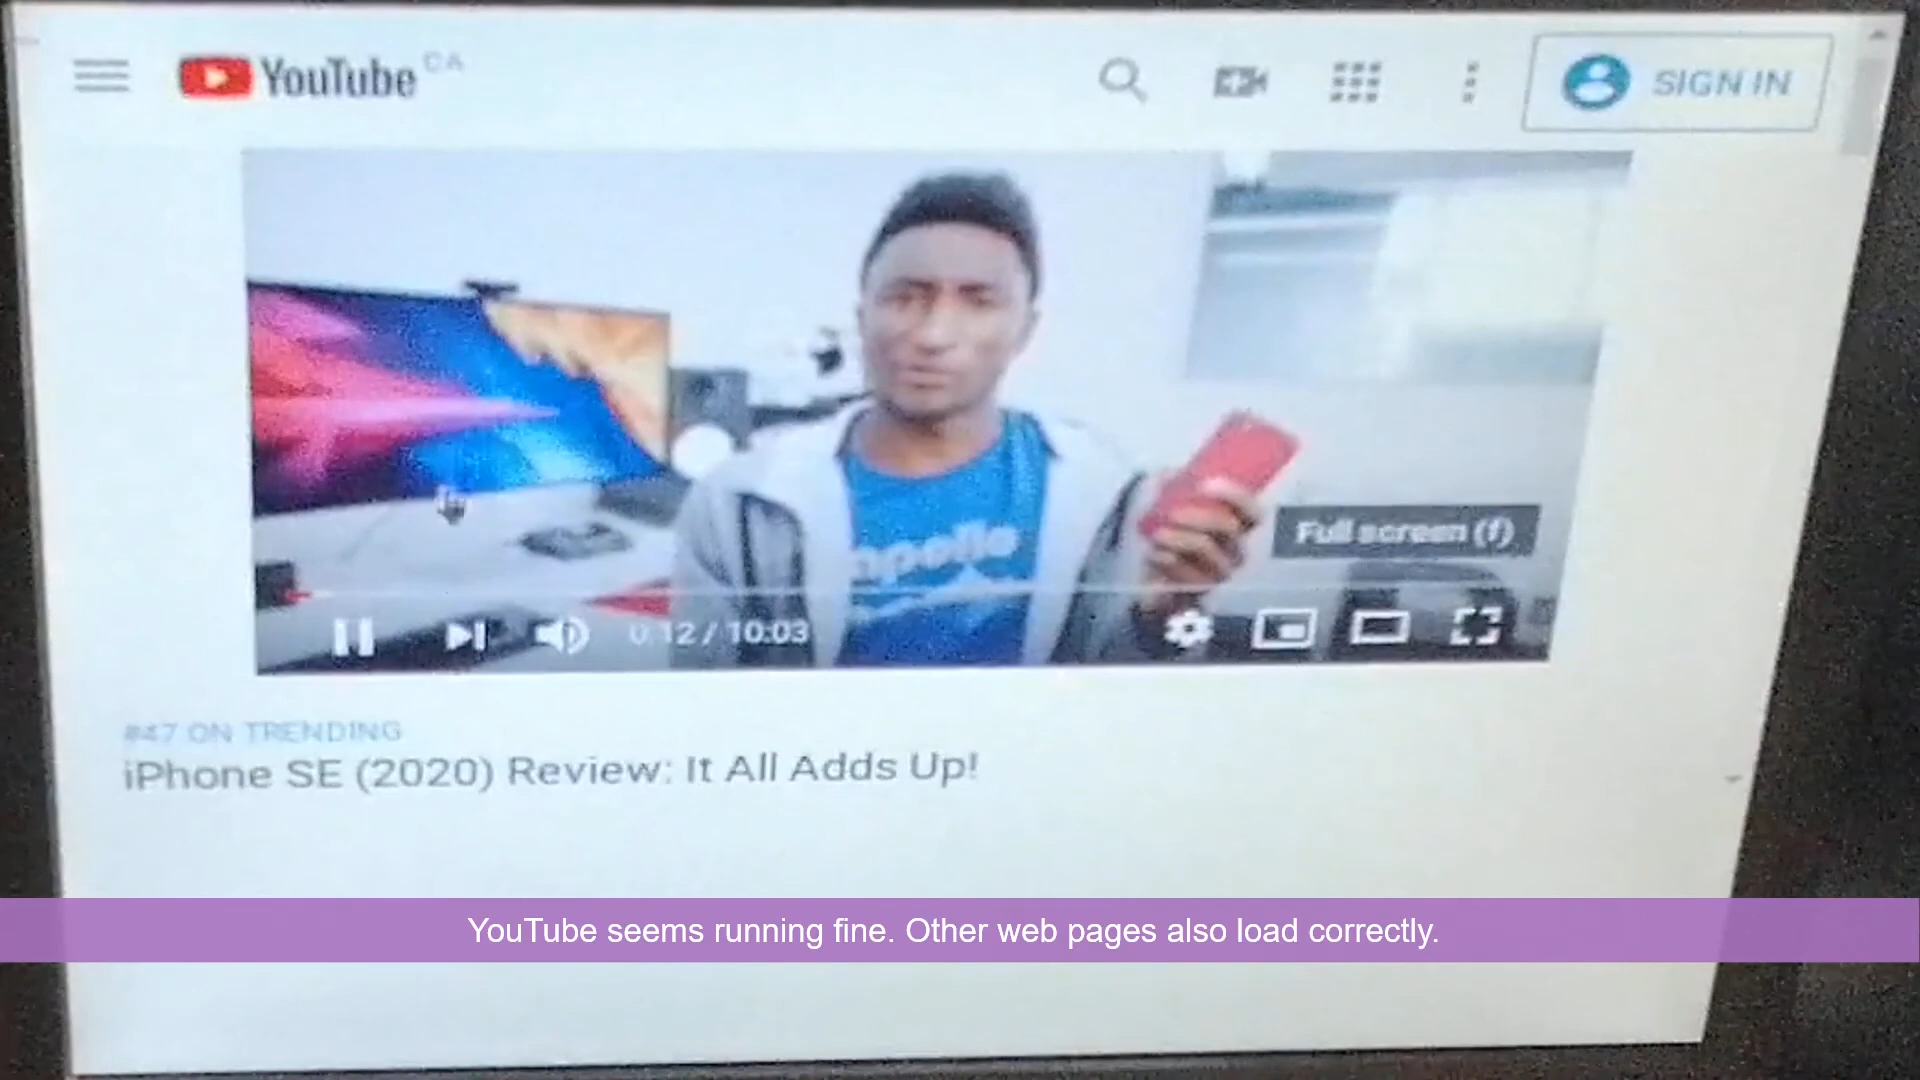 YouTube CA
SIGN IN
apollo
Full screen (f)
0:12 / 10:03
#47 ON TRENDING
iPhone SE (2020) Review: It All Adds Up!
YouTube seems running fine. Other web pages also load correctly.